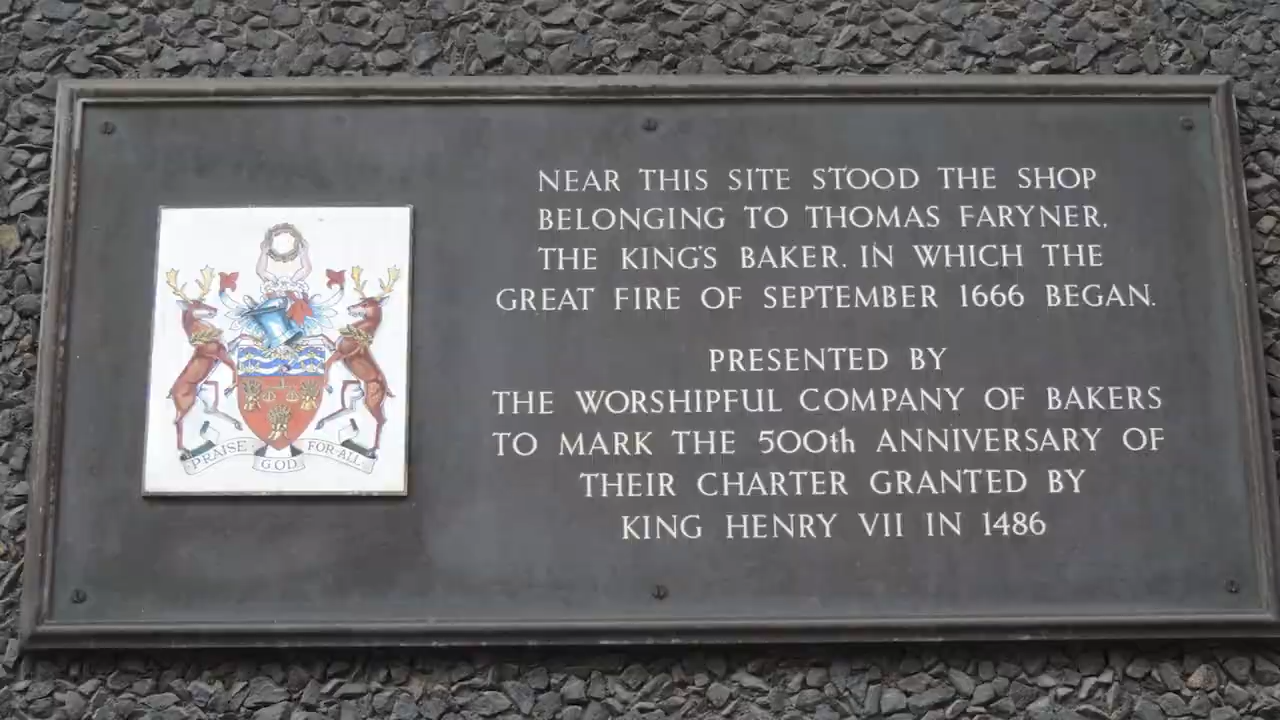 NEAR THIS SITE STOOD THE SHOP
BELONGING TO THOMAS FARYNER,
THE KING'S BAKER. IN WHICH THE
GREAT FIRE OF SEPTEMBER 1666 BEGAN.
PRESENTED BY
THE WORSHIPFUL COMPANY OF BAKERS
TO MARK THE 500th ANNIVERSARY OF
THEIR CHARTER GRANTED BY
KING HENRY VII IN 1486
PRAISE GOD FOR ALL